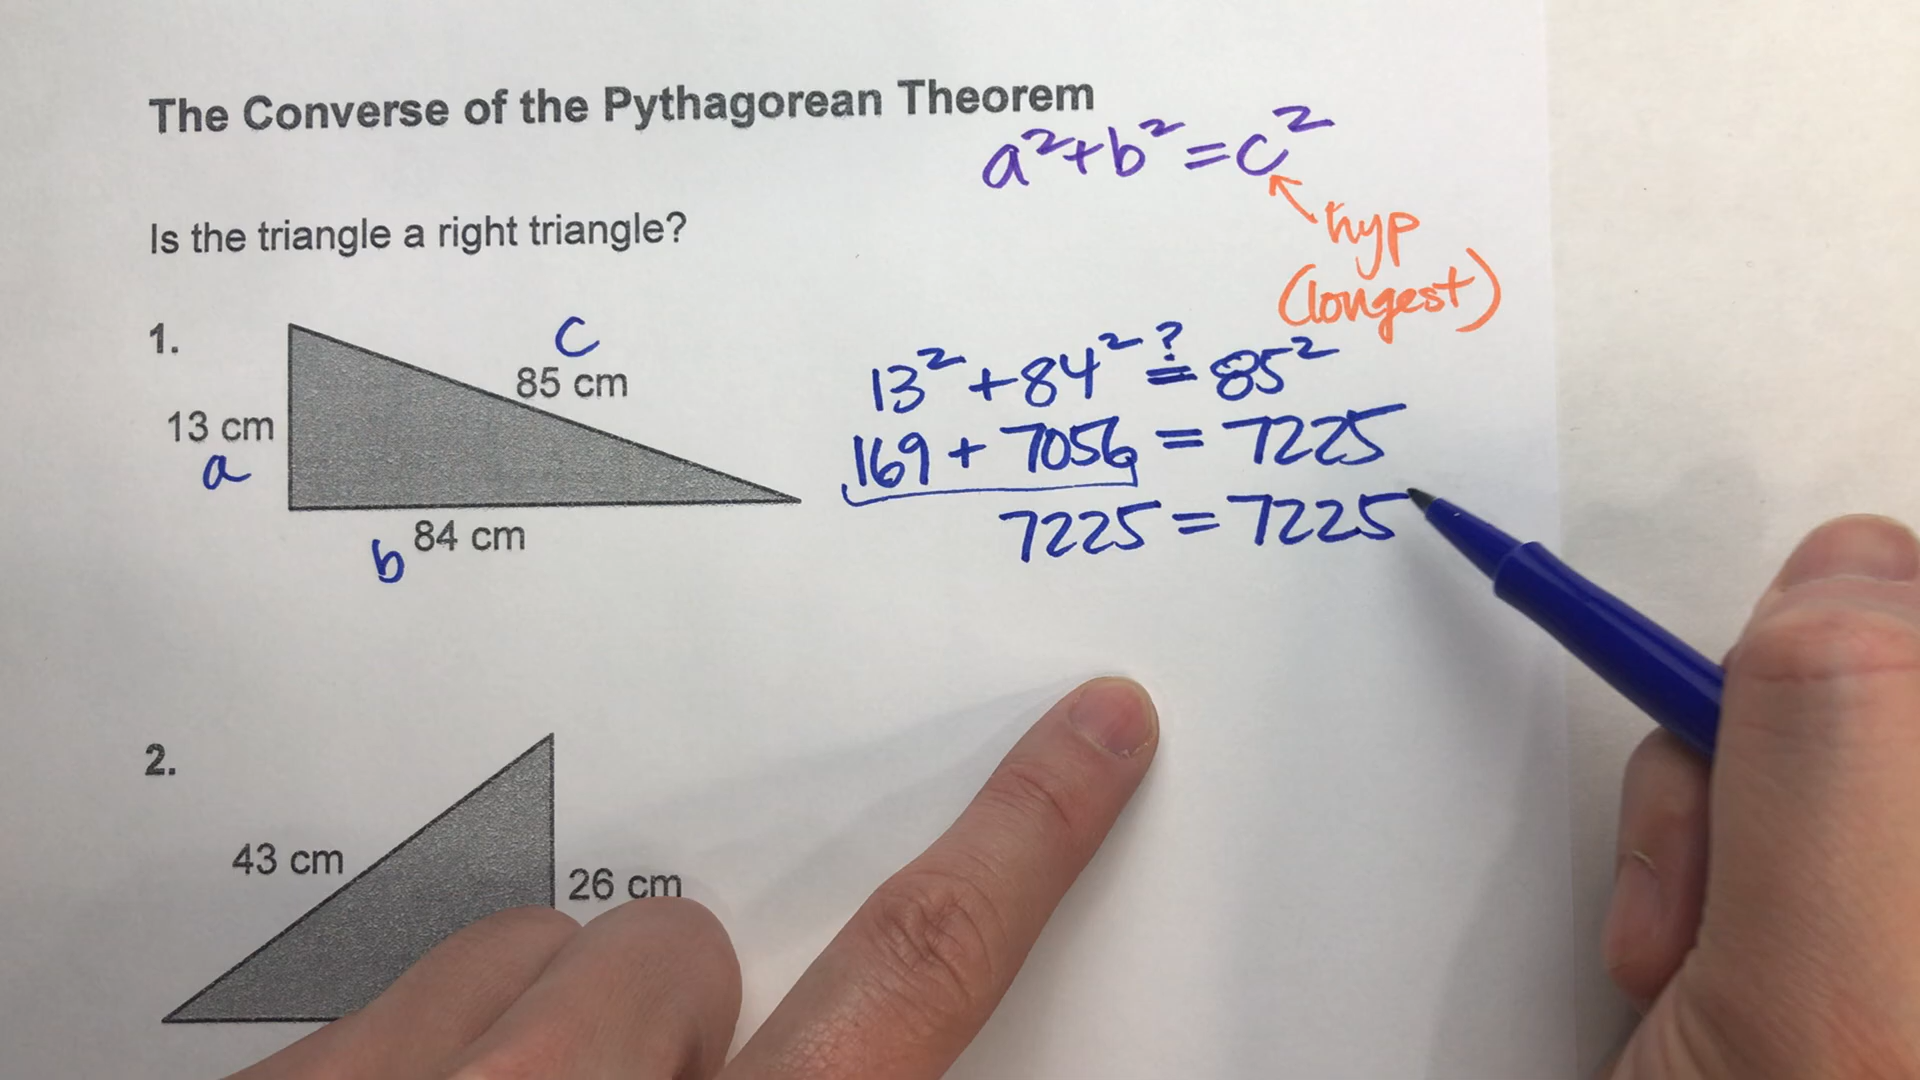 The Converse of the Pythagorean Theorem
a²+b²=c²
Is the triangle a right triangle?
hyp
(longest)
1.
c
85 cm
13 cm
a
b 84 cm
13²+84² ≟ 85²
169 + 7056 = 7225
7225 = 7225
2.
43 cm
26 cm